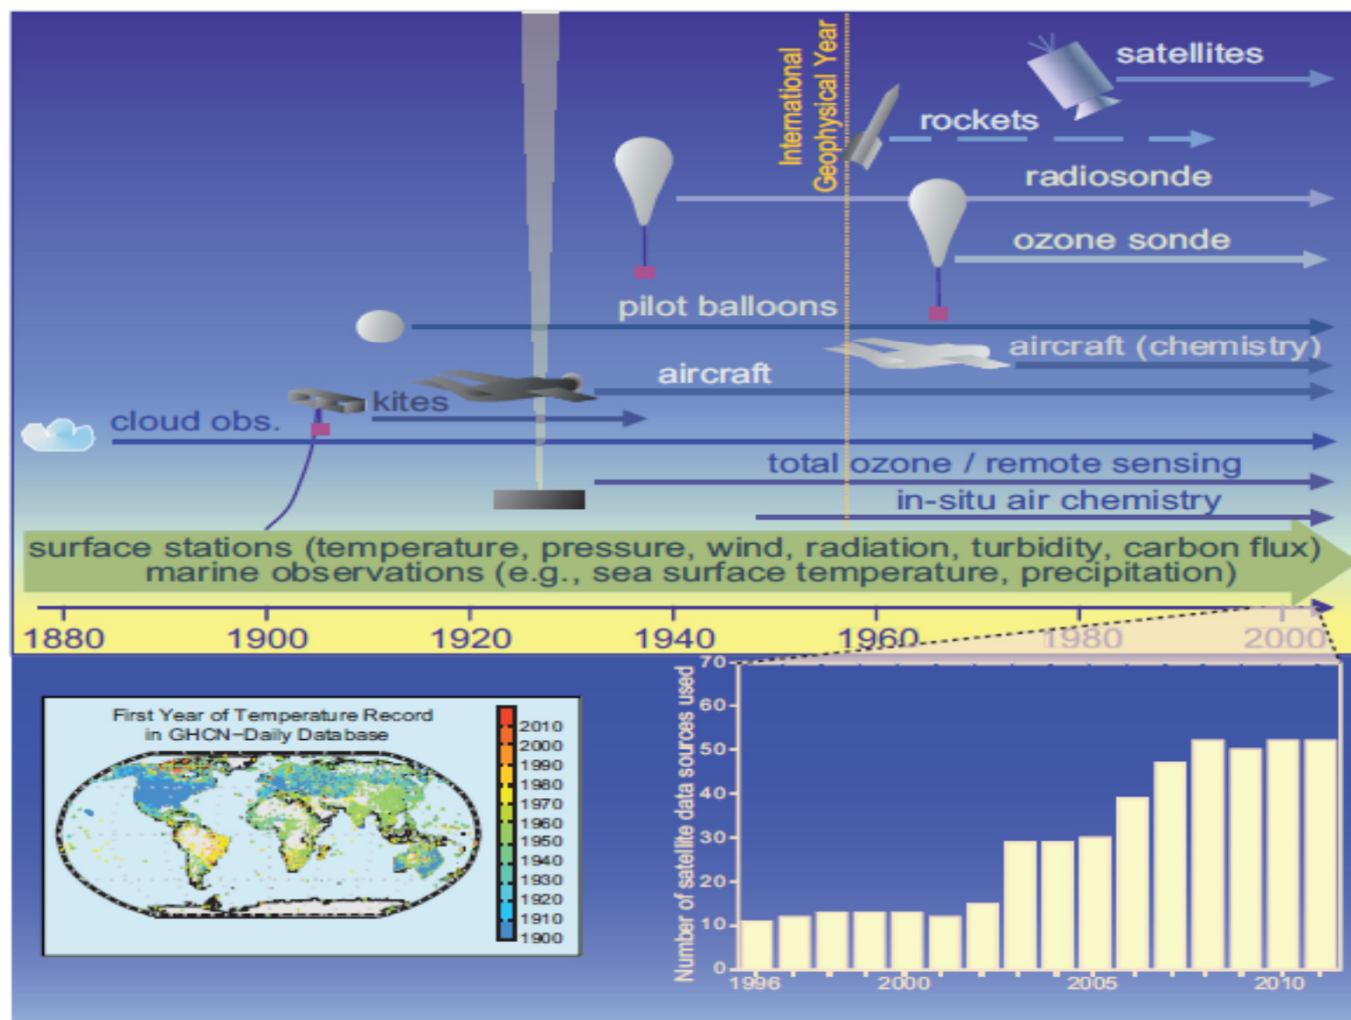 International
Geophysical Year
satellites
rockets
radiosonde
ozone sonde
pilot balloons
aircraft (chemistry)
aircraft
kites
cloud obs.
total ozone / remote sensing
in-situ air chemistry
surface stations (temperature, pressure, wind, radiation, turbidity, carbon flux)
marine observations (e.g., sea surface temperature, precipitation)
1880 1900 1920 1940 1960 1980 2000
First Year of Temperature Record
in GHCN−Daily Database
2010
2000
1990
1980
1970
1960
1950
1940
1930
1920
1910
1900
Number of satellite data sources used
70
60
50
40
30
20
10
0
1996 2000 2005 2010